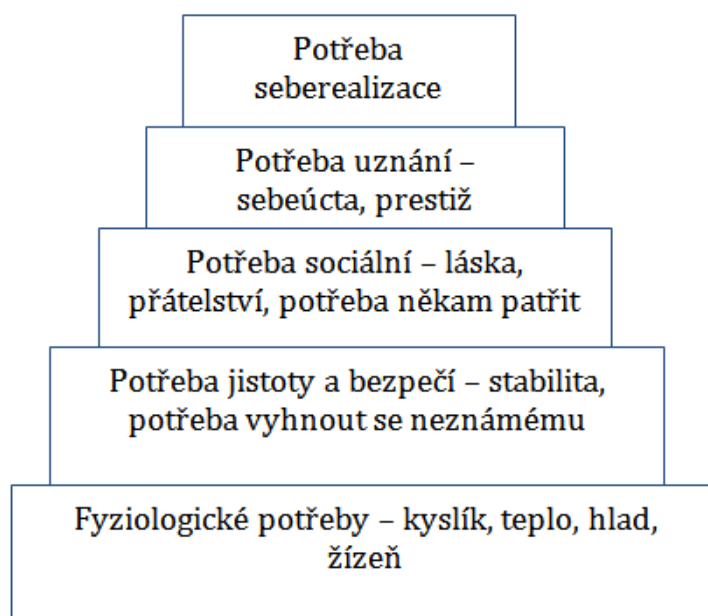 Potřeba
seberealizace
Potřeba uznání –
sebeúcta, prestiž
Potřeba sociální – láska,
přátelství, potřeba někam patřit
Potřeba jistoty a bezpečí – stabilita,
potřeba vyhnout se neznámému
Fyziologické potřeby – kyslík, teplo, hlad,
žízeň